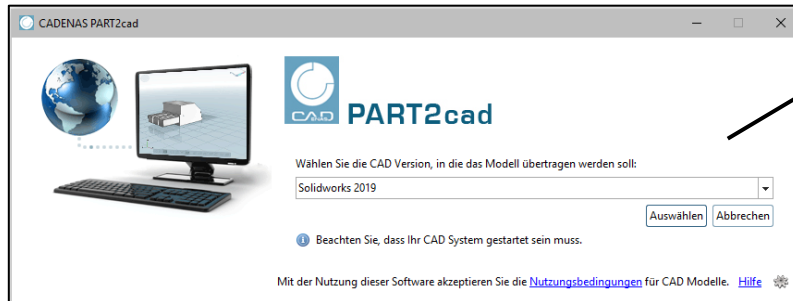 CADENAS PART2cad
CAD
PART2cad
Wählen Sie die CAD Version, in die das Modell übertragen werden soll:
Solidworks 2019
Auswählen Abbrechen
Beachten Sie, dass Ihr CAD System gestartet sein muss.
Mit der Nutzung dieser Software akzeptieren Sie die Nutzungsbedingungen für CAD Modelle. Hilfe